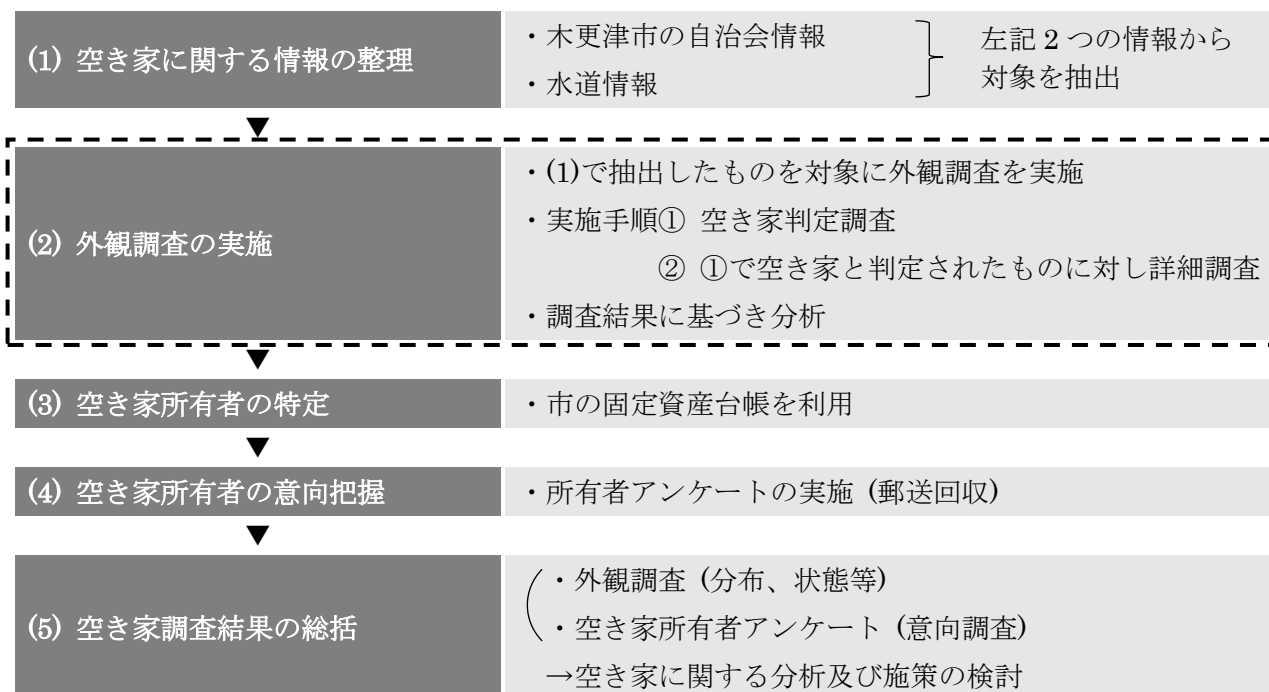 (1) 空き家に関する情報の整理
・木更津市の自治会情報
・水道情報
左記 2 つの情報から
対象を抽出
▼
(2) 外観調査の実施
・(1)で抽出したものを対象に外観調査を実施
・実施手順① 空き家判定調査
② ①で空き家と判定されたものに対し詳細調査
・調査結果に基づき分析
▼
(3) 空き家所有者の特定
・市の固定資産台帳を利用
▼
(4) 空き家所有者の意向把握
・所有者アンケートの実施 (郵送回収)
▼
(5) 空き家調査結果の総括
・外観調査 (分布、状態等)
・空き家所有者アンケート (意向調査)
→空き家に関する分析及び施策の検討